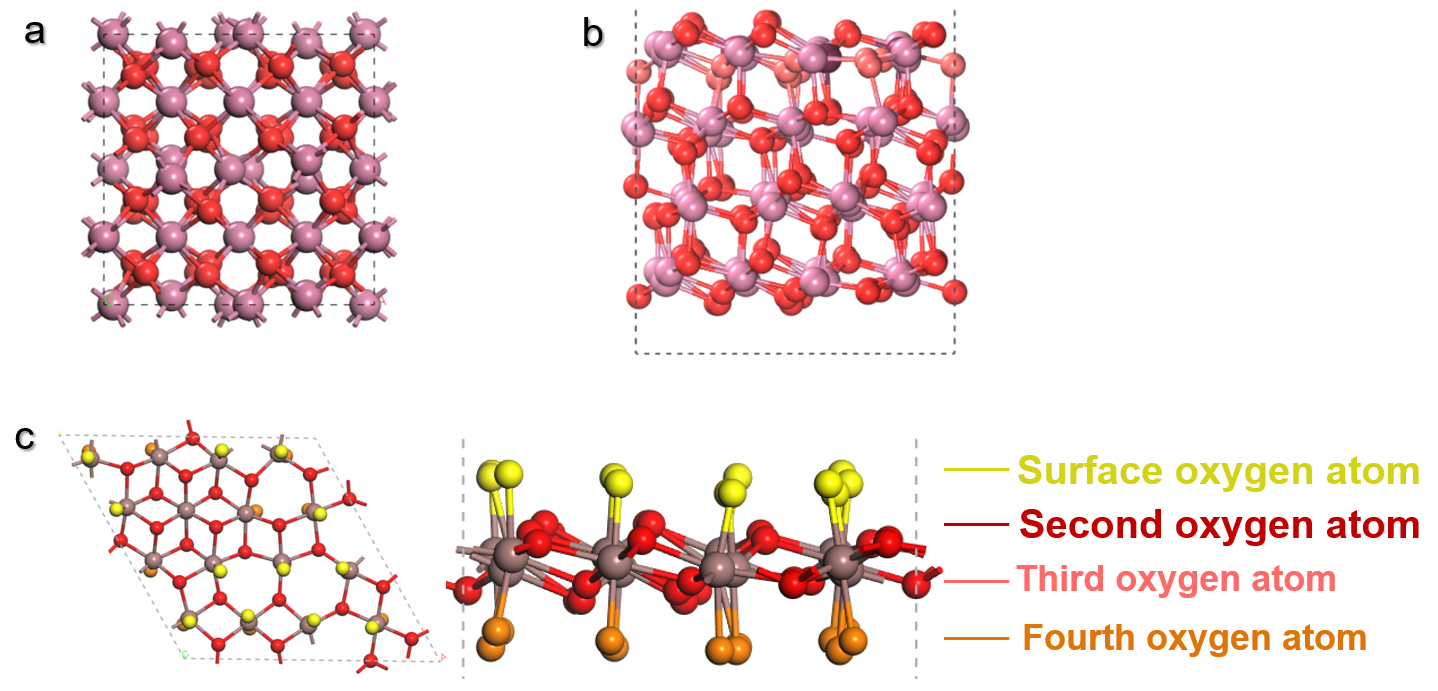 a
b
c
Surface oxygen atom
Second oxygen atom
Third oxygen atom
Fourth oxygen atom